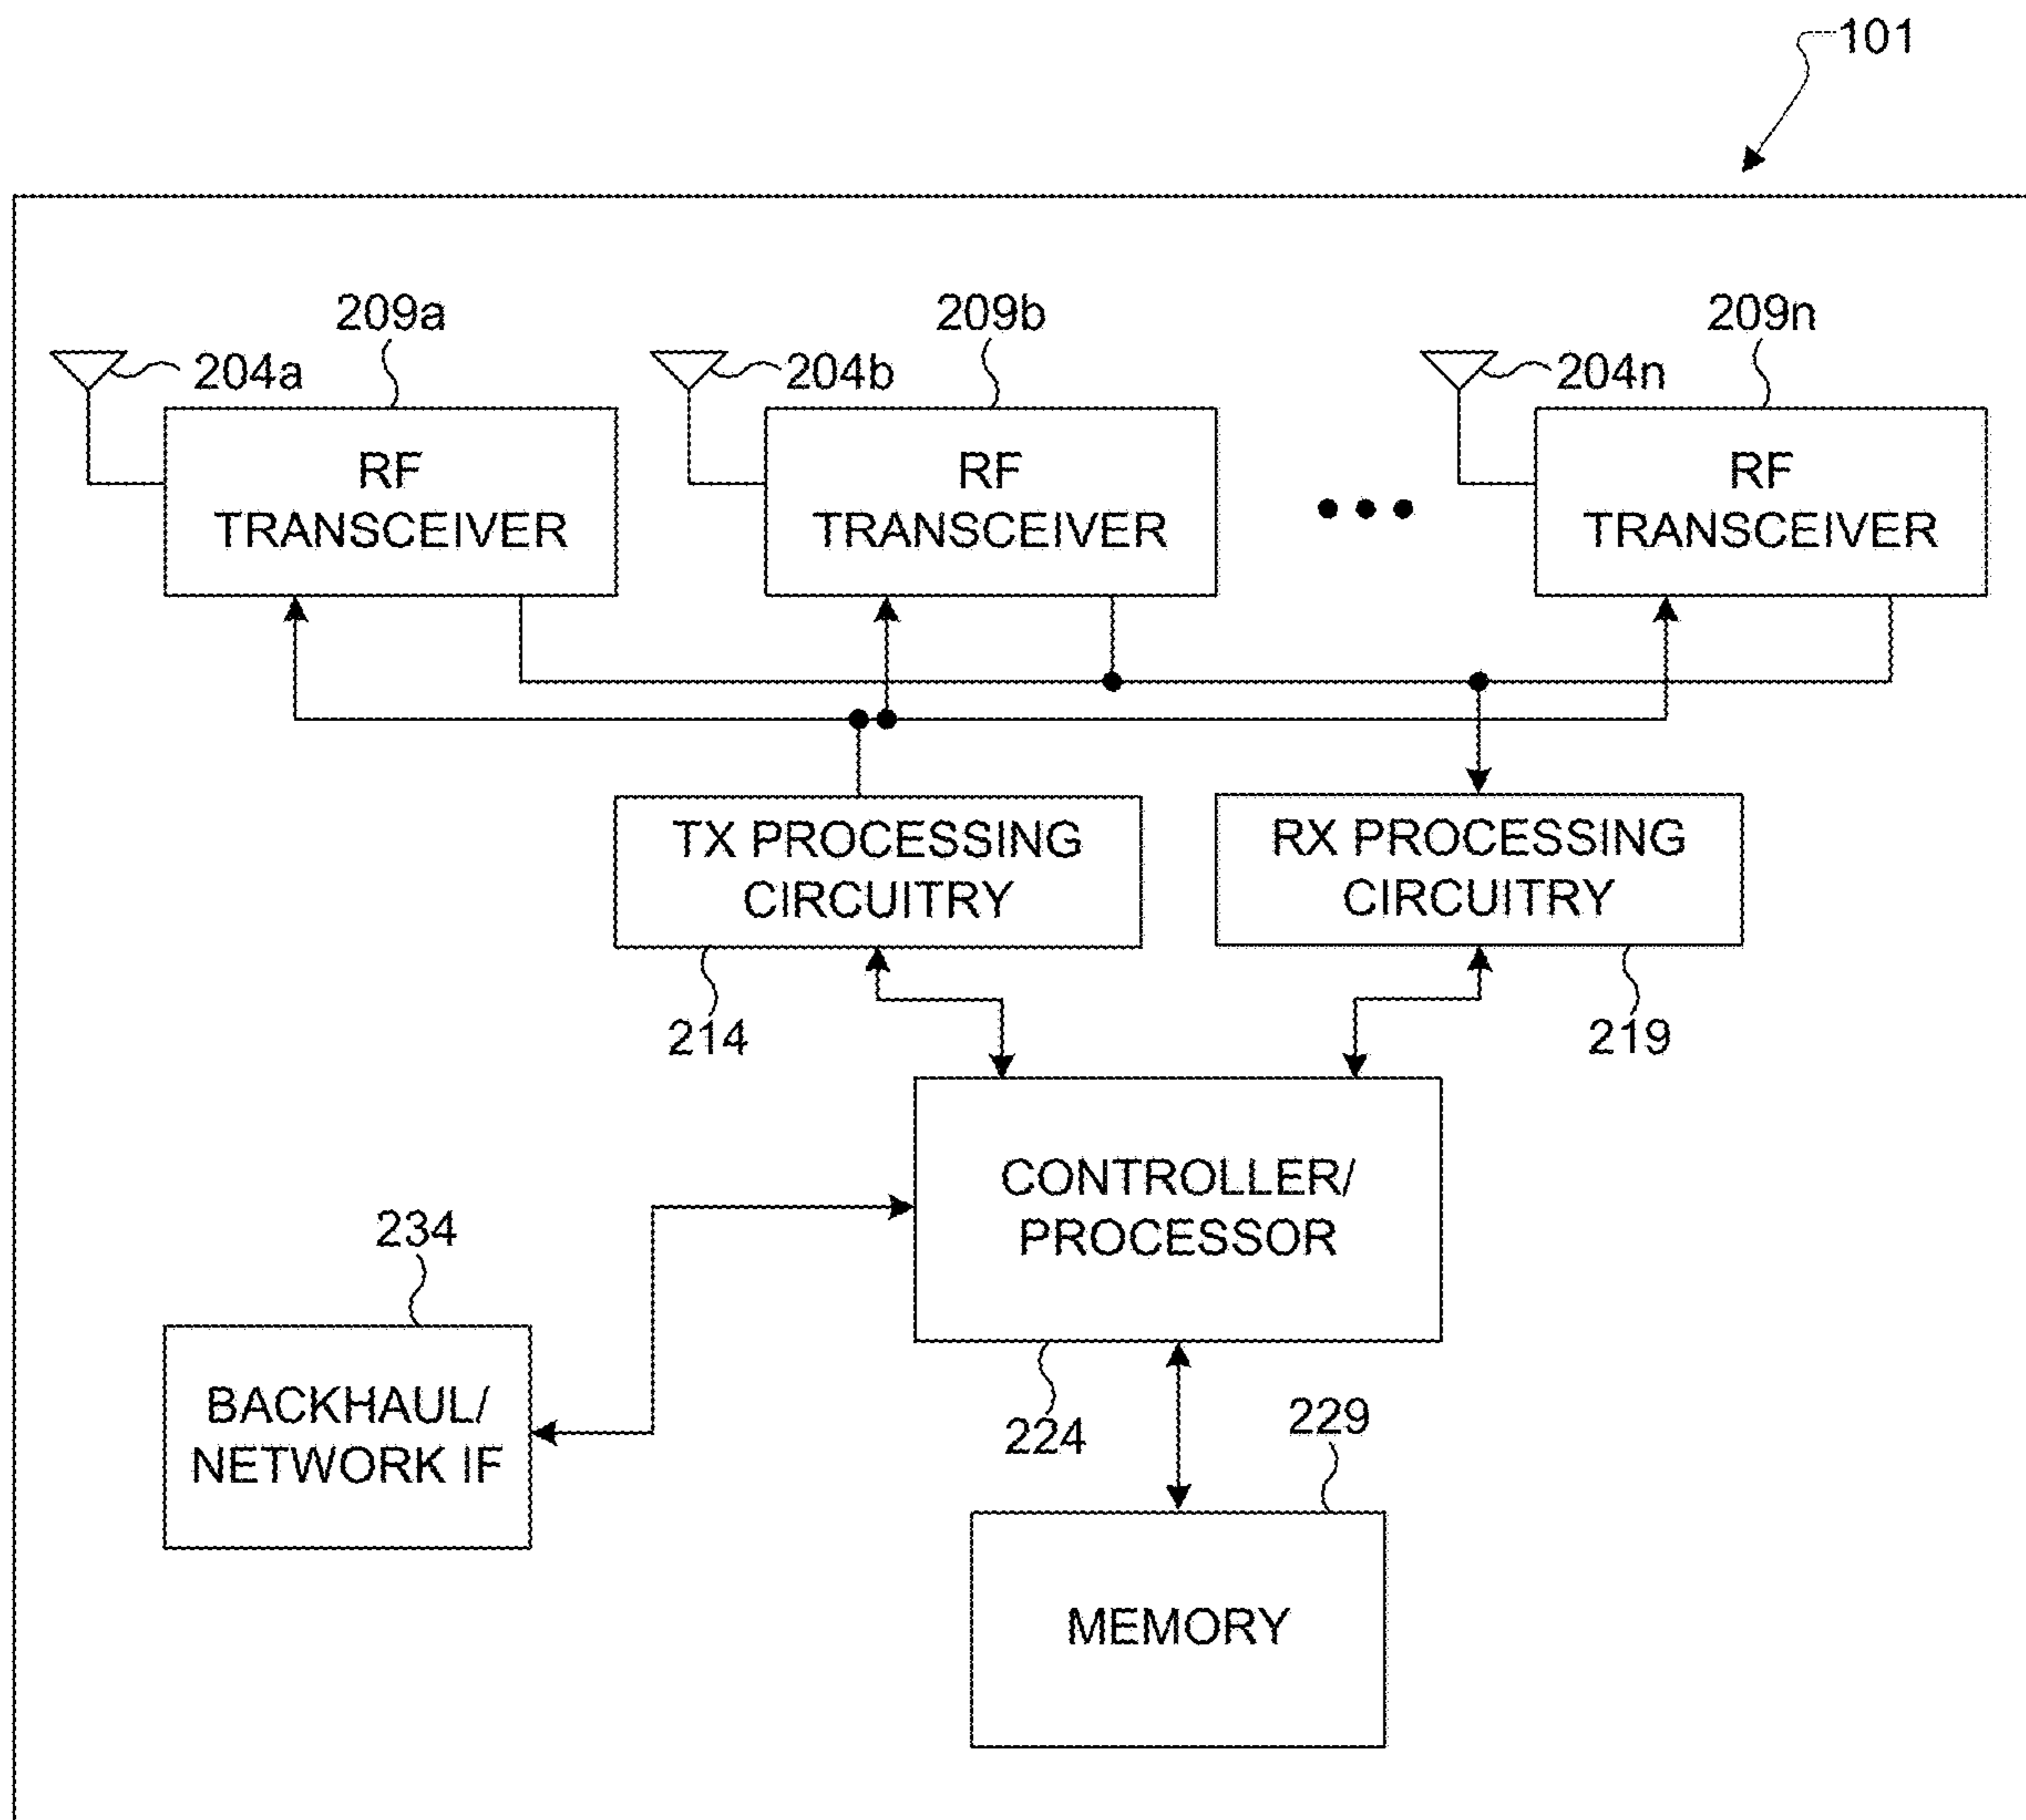 101
209a
209b
209n
204a
204b
204n
RF
TRANSCEIVER
RF
TRANSCEIVER
RF
TRANSCEIVER
TX PROCESSING
CIRCUITRY
RX PROCESSING
CIRCUITRY
214
219
CONTROLLER/
PROCESSOR
234
BACKHAUL/
NETWORK IF
224
229
MEMORY